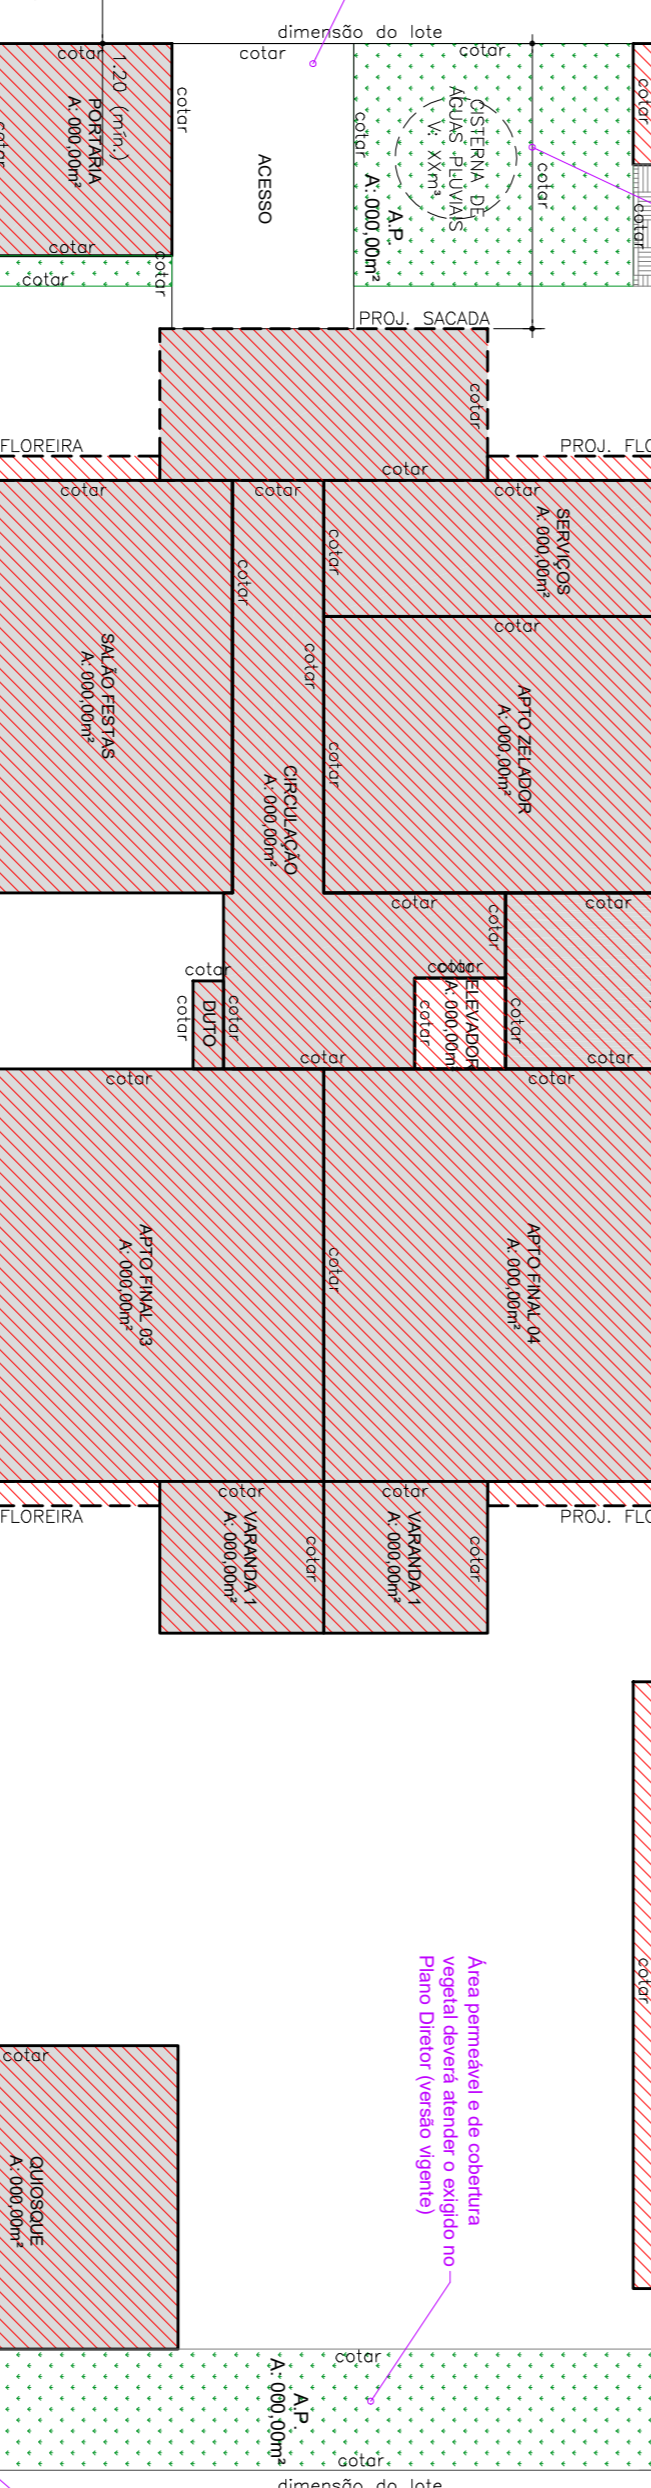 dimensão do lote
cotar
cotar
cotar
cotar
1.20 (mín.)
PORTARIA
A: 000,00m²
cotar
cotar
cotar
cotar
cotar
ACESSO
cotar
CISTERNA DE
ÁGUAS PLUVIAIS
V: XXm³
A.P.
A: 000,00m²
cotar
cotar
cotar
PROJ. SACADA
cotar
cotar
FLOREIRA
PROJ. FLO
cotar
cotar
cotar
SERVIÇOS
A: 000,00m²
cotar
cotar
cotar
cotar
SALÃO FESTAS
A: 000,00m²
CIRCULAÇÃO
A: 000,00m²
cotar
APTO ZELADOR
A: 000,00m²
cotar
cotar
cotar
cotar
cotar
cotar
DUTO
cotar
cotar
cotar
ELEVADOR
A: 000,00m
cotar
cotar
cotar
cotar
cotar
cotar
APTO FINAL 03
A: 000,00m²
cotar
APTO FINAL 04
A: 000,00m²
cotar
cotar
FLOREIRA
PROJ. FLO
VARANDA 1
A: 000,00m²
cotar
VARANDA 1
A: 000,00m²
cotar
cotar
Área permeável e de cobertura
vegetal deverá atender o exigido no
Plano Diretor (versão vigente)
cotar
QUIOSQUE
A: 000,00m²
cotar
A.P.
A: 000,00m²
cotar
dimensão do lote